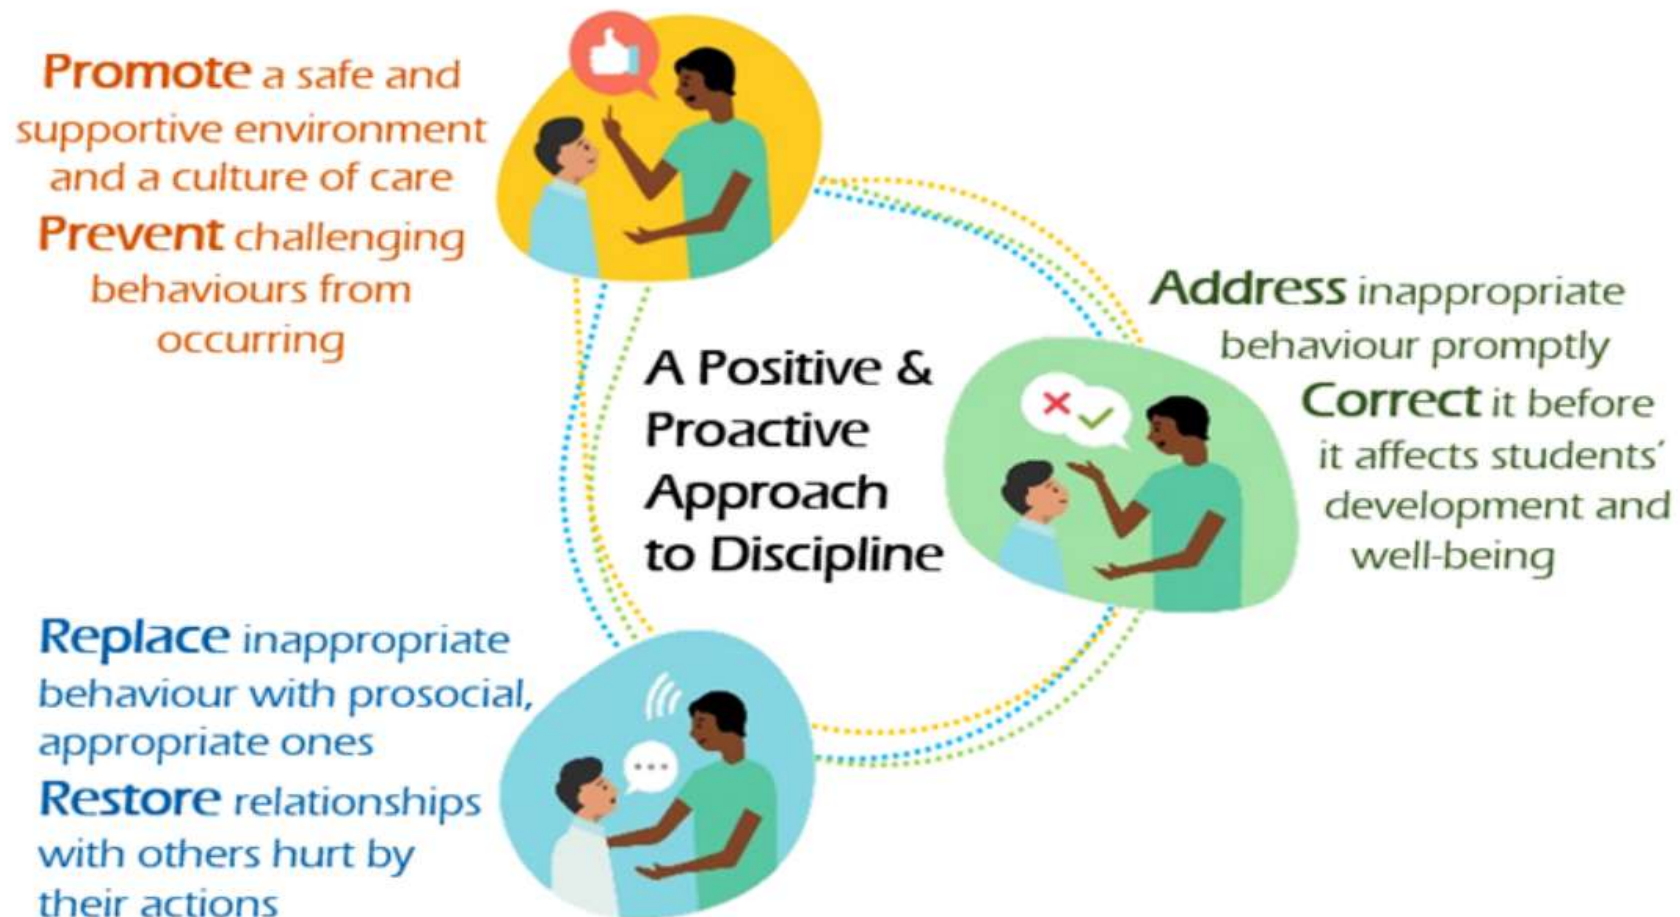 Promote a safe and
supportive environment
and a culture of care
Prevent challenging
behaviours from
occurring
A Positive &
Proactive
Approach
to Discipline
Address inappropriate
behaviour promptly
Correct it before
it affects students'
development and
well-being
Replace inappropriate
behaviour with prosocial,
appropriate ones
Restore relationships
with others hurt by
their actions